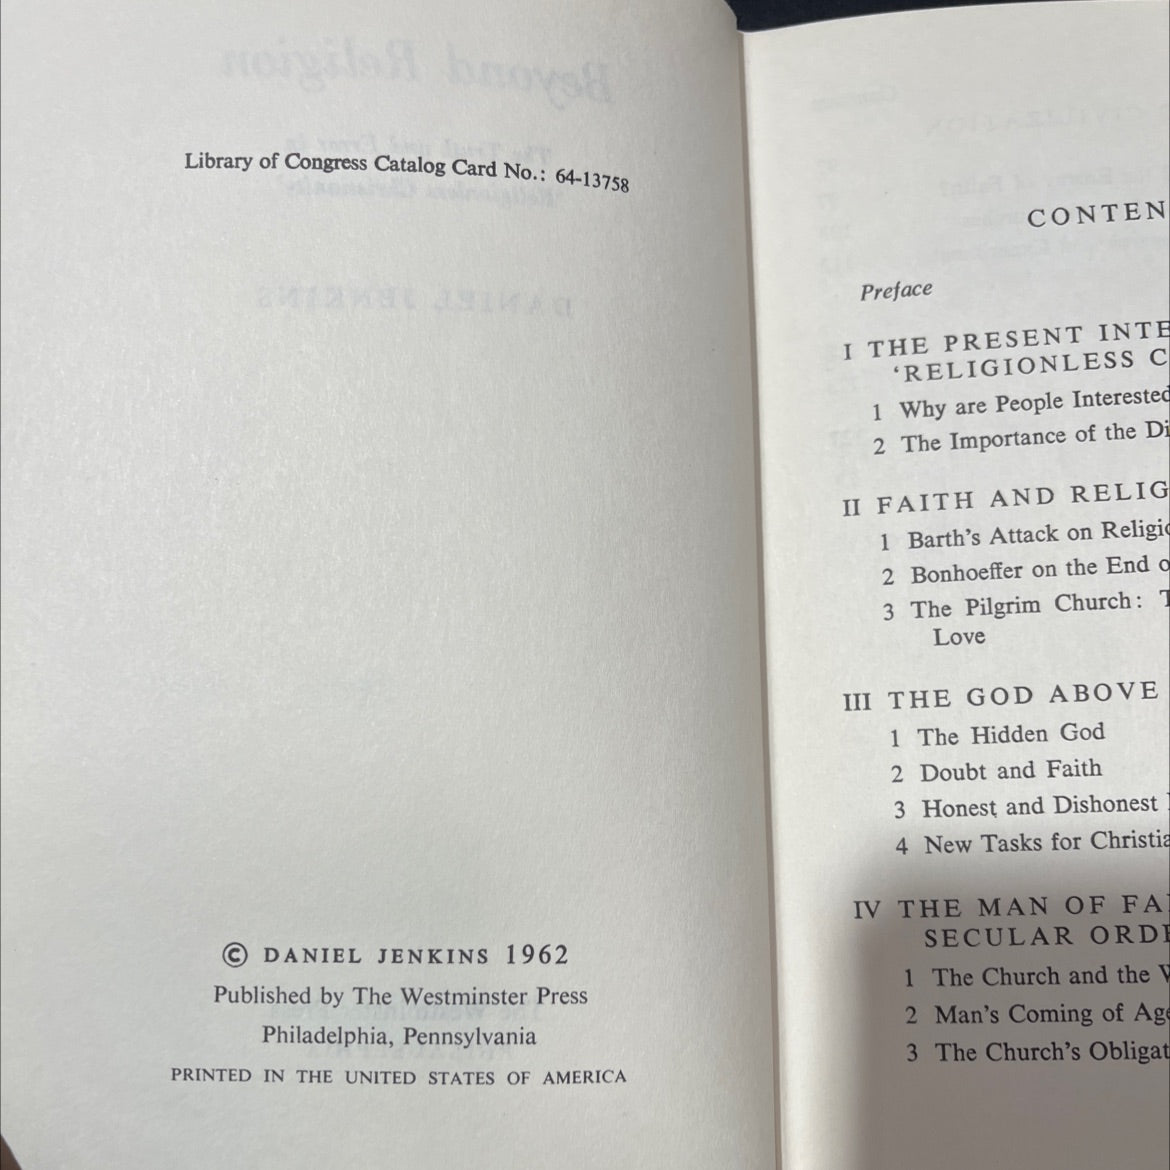 Library of Congress Catalog Card No.: 64-13758
© DANIEL JENKINS 1962
Published by The Westminster Press
Philadelphia, Pennsylvania
PRINTED IN THE UNITED STATES OF AMERICA
CONTEN
Preface
I THE PRESENT INTE
‘RELIGIONLESS C
1 Why are People Interested
2 The Importance of the Di
II FAITH AND RELIG
1 Barth’s Attack on Religio
2 Bonhoeffer on the End o
3 The Pilgrim Church: T
Love
III THE GOD ABOVE
1 The Hidden God
2 Doubt and Faith
3 Honest and Dishonest
4 New Tasks for Christia
IV THE MAN OF FA
SECULAR ORDE
1 The Church and the W
2 Man’s Coming of Age
3 The Church’s Obligat